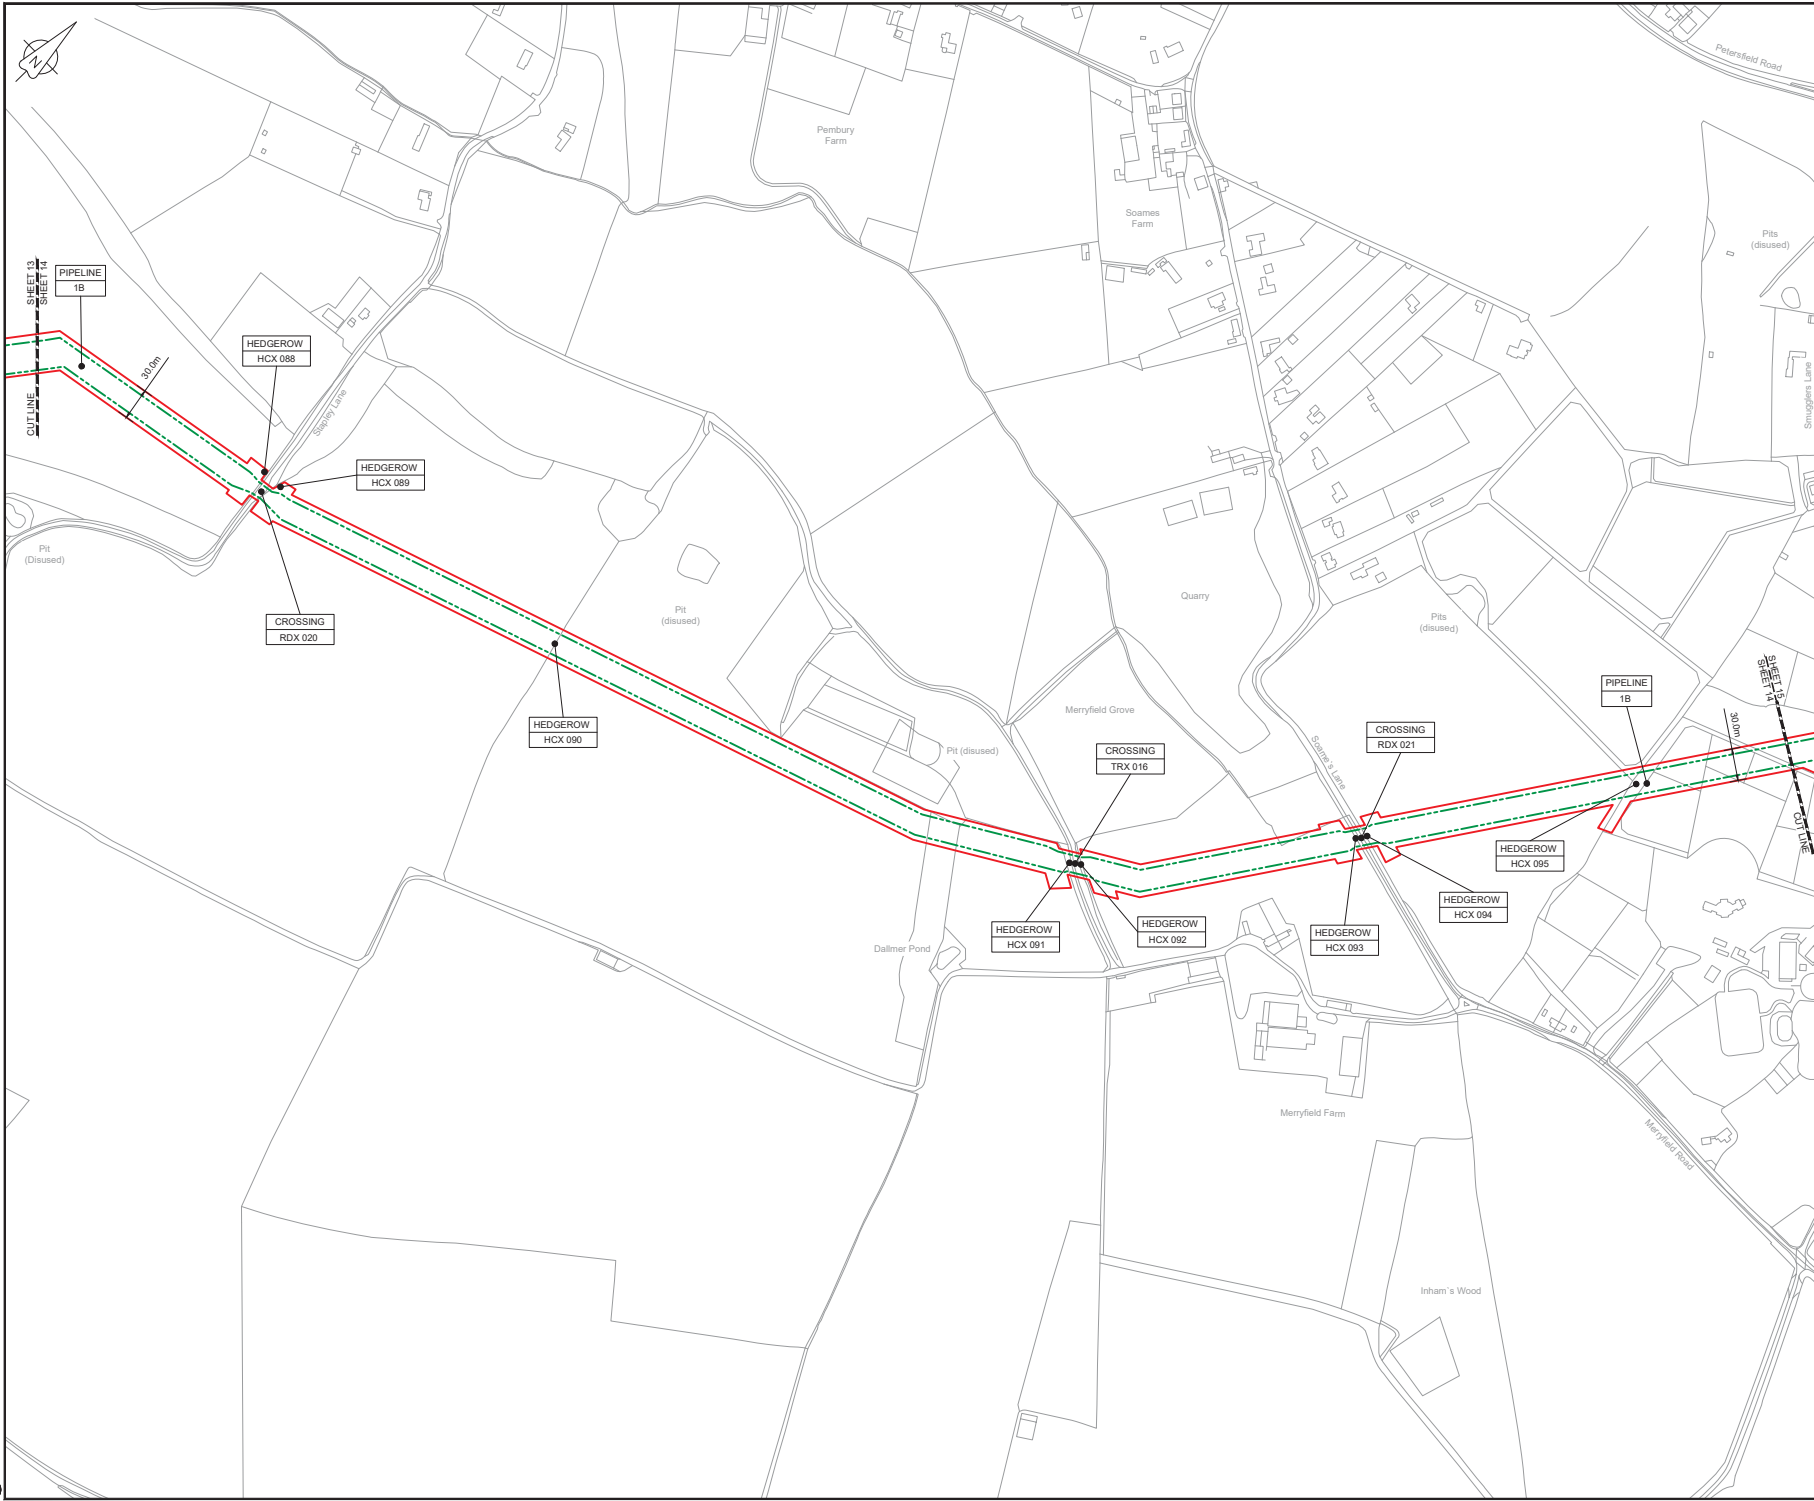 N
Petersfield Road
Pembury
Farm
Soames
Farm
Pits
(disused)
SHEET 13
SHEET 14
CUT LINE
PIPELINE
1B
30.0m
HEDGEROW
HCX 088
Stapley Lane
Smugglers Lane
HEDGEROW
HCX 089
Pit
(Disused)
CROSSING
RDX 020
Pit
(disused)
Quarry
Pits
(disused)
HEDGEROW
HCX 090
Merryfield Grove
Pit (disused)
CROSSING
TRX 016
Soame`s Lane
CROSSING
RDX 021
PIPELINE
1B
30.0m
SHEET 15
SHEET 14
CUT LINE
HEDGEROW
HCX 095
HEDGEROW
HCX 094
HEDGEROW
HCX 093
HEDGEROW
HCX 092
HEDGEROW
HCX 091
Dallmer Pond
Merryfield Farm
Merryfield Road
Inham`s Wood